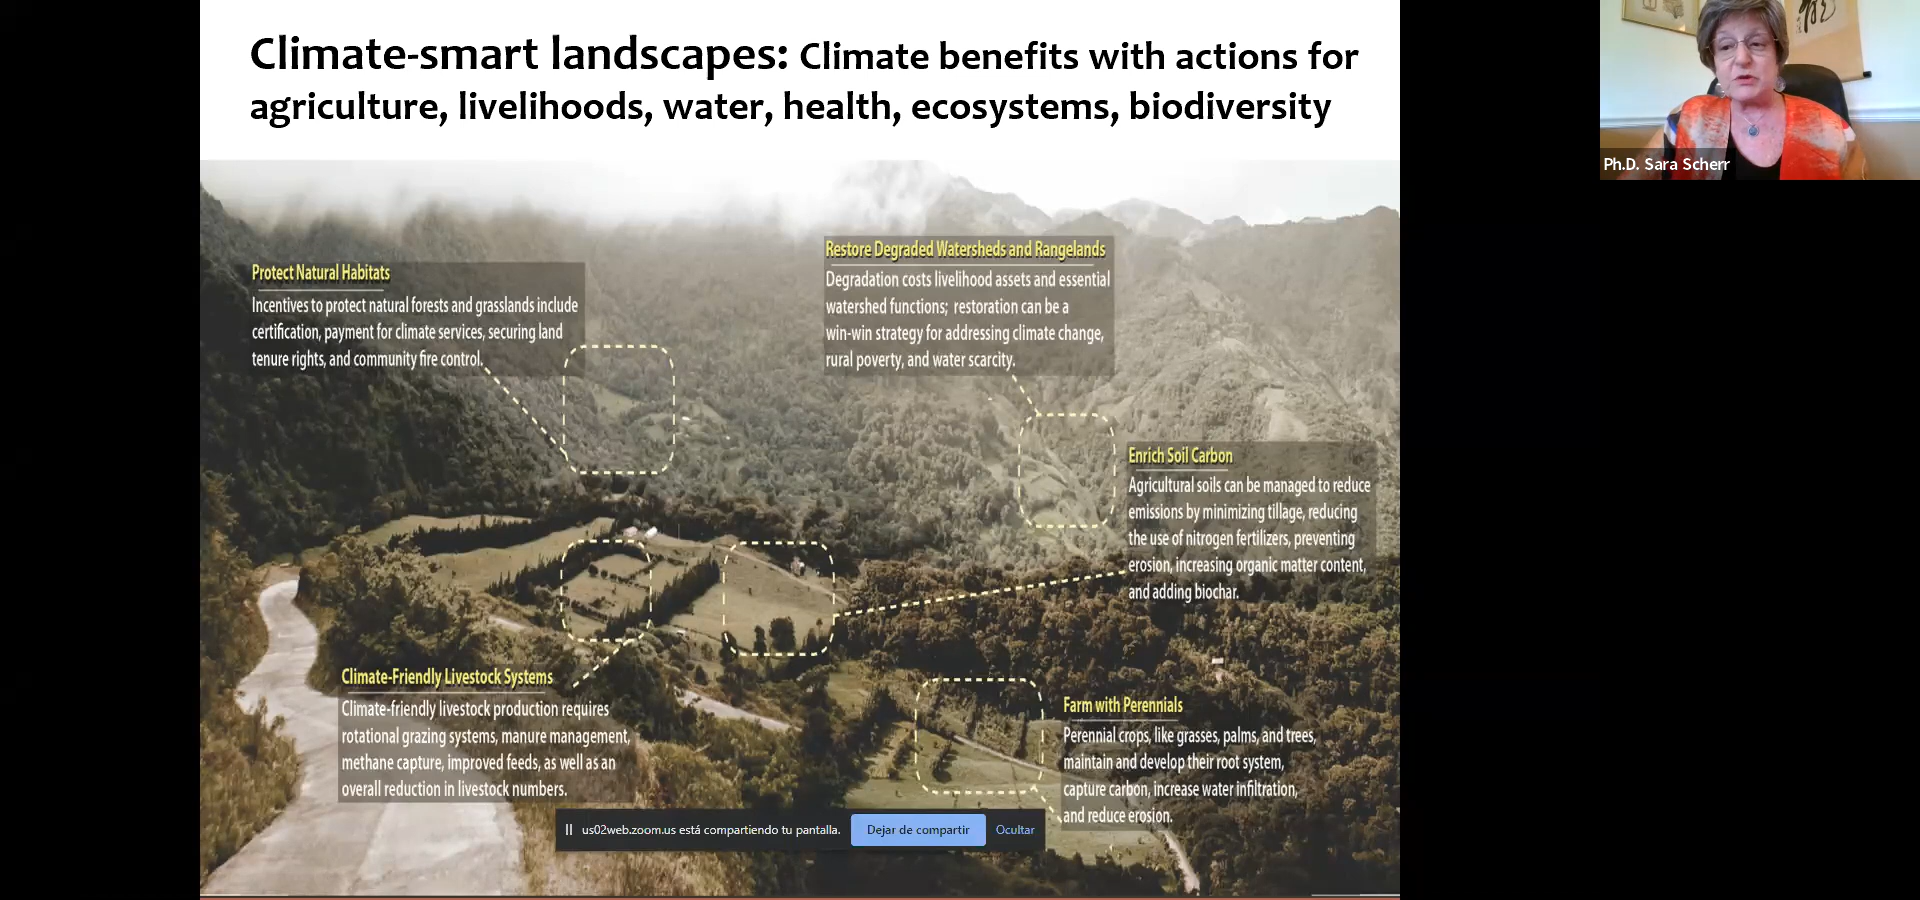 Climate-smart landscapes: Climate benefits with actions for
agriculture, livelihoods, water, health, ecosystems, biodiversity
Ph.D. Sara Scherr
Protect Natural Habitats
Incentives to protect natural forests and grasslands include
certification, payment for climate services, securing land
tenure rights, and community fire control.
Restore Degraded Watersheds and Rangelands
Degradation costs livelihood assets and essential
watershed functions; restoration can be a
win-win strategy for addressing climate change,
rural poverty, and water scarcity.
Enrich Soil Carbon
Agricultural soils can be managed to reduce
emissions by minimizing tillage, reducing
the use of nitrogen fertilizers, preventing
erosion, increasing organic matter content,
and adding biochar.
Climate-Friendly Livestock Systems
Climate-friendly livestock production requires
rotational grazing systems, manure management,
methane capture, improved feeds, as well as an
overall reduction in livestock numbers.
Farm with Perennials
Perennial crops, like grasses, palms, and trees,
maintain and develop their root system,
capture carbon, increase water infiltration,
and reduce erosion.
us02web.zoom.us está compartiendo tu pantalla.
Dejar de compartir
Ocultar